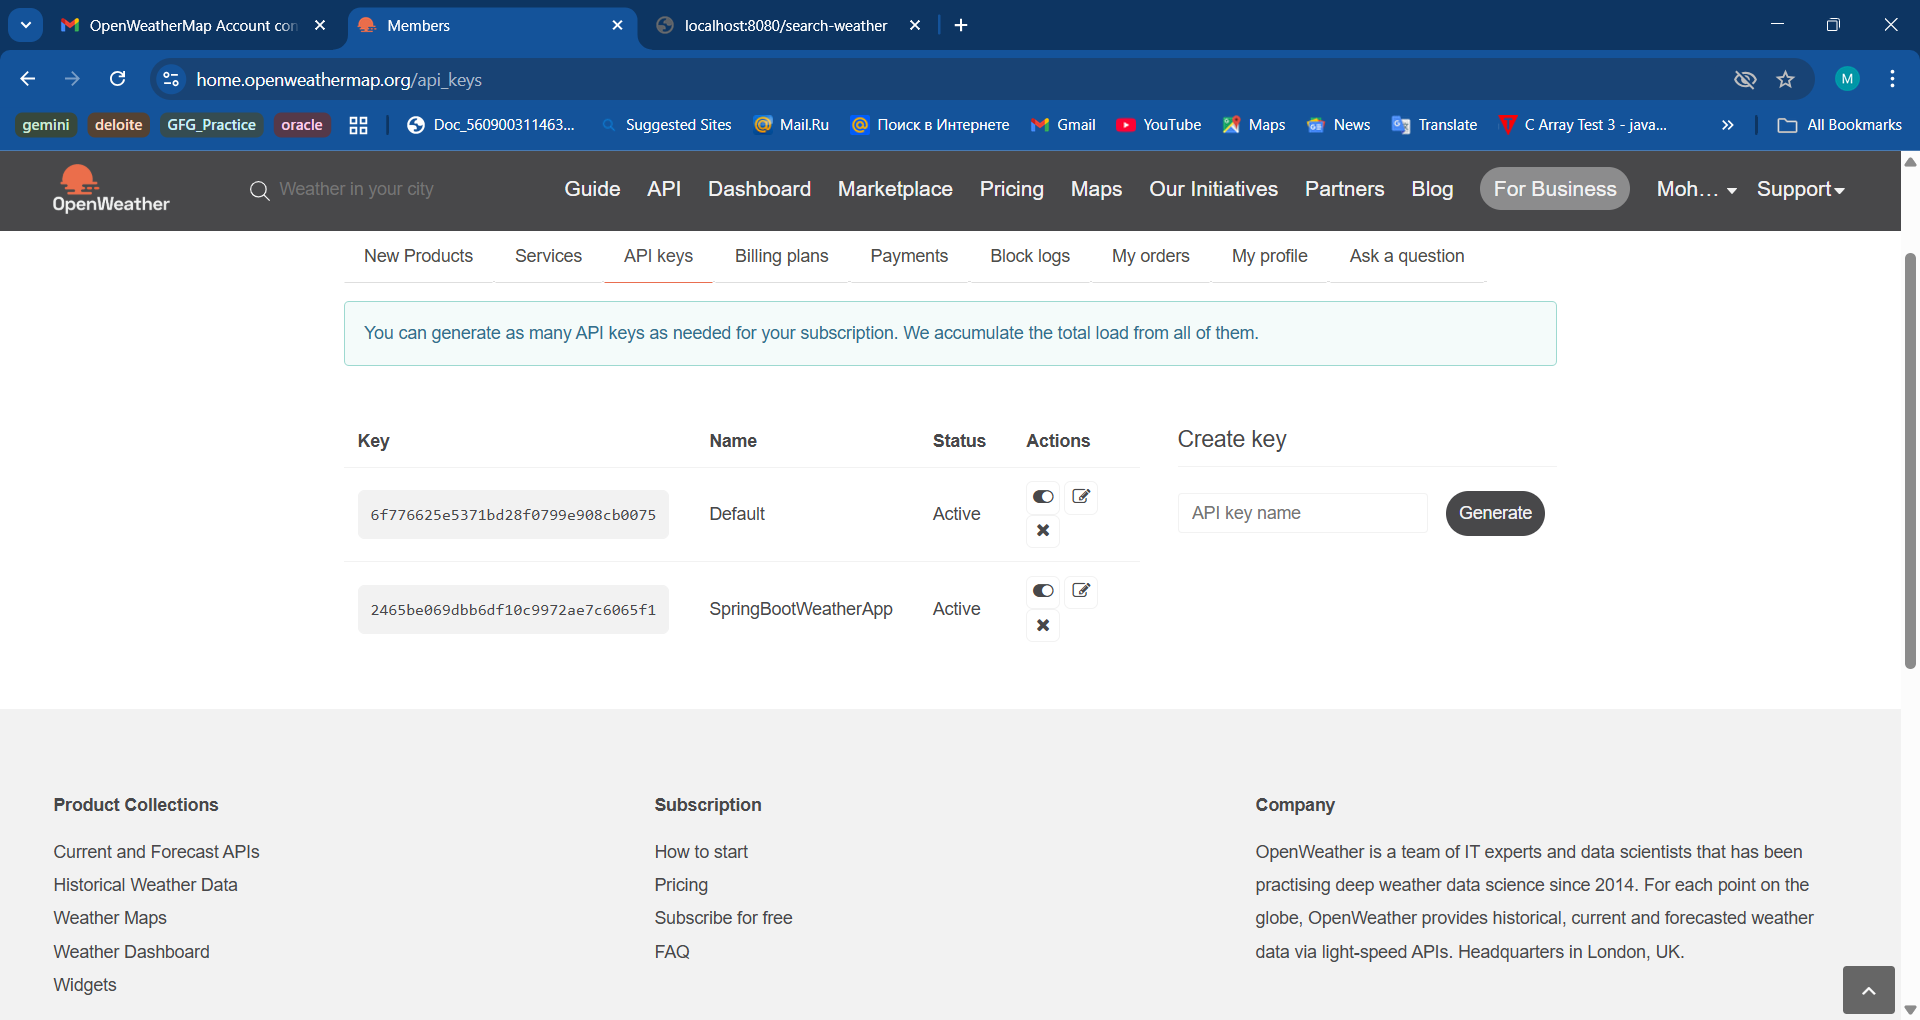 OpenWeatherMap Account con
Members
localhost:8080/search-weather
home.openweathermap.org/api_keys
M
gemini
deloite
GFG_Practice
oracle
Doc_560900311463...
Suggested Sites
Mail.Ru
Поиск в Интернете
Gmail
YouTube
Maps
News
Translate
C Array Test 3 - java...
All Bookmarks
OpenWeather
Weather in your city
Guide
API
Dashboard
Marketplace
Pricing
Maps
Our Initiatives
Partners
Blog
For Business
Moh...
Support
New Products
Services
API keys
Billing plans
Payments
Block logs
My orders
My profile
Ask a question
You can generate as many API keys as needed for your subscription. We accumulate the total load from all of them.
Key
Name
Status
Actions
Create key
6f776625e5371bd28f0799e908cb0075
Default
Active
API key name
Generate
2465be069dbb6df10c9972ae7c6065f1
SpringBootWeatherApp
Active
Product Collections
Current and Forecast APIs
Historical Weather Data
Weather Maps
Weather Dashboard
Widgets
Subscription
How to start
Pricing
Subscribe for free
FAQ
Company
OpenWeather is a team of IT experts and data scientists that has been
practising deep weather data science since 2014. For each point on the
globe, OpenWeather provides historical, current and forecasted weather
data via light-speed APIs. Headquarters in London, UK.